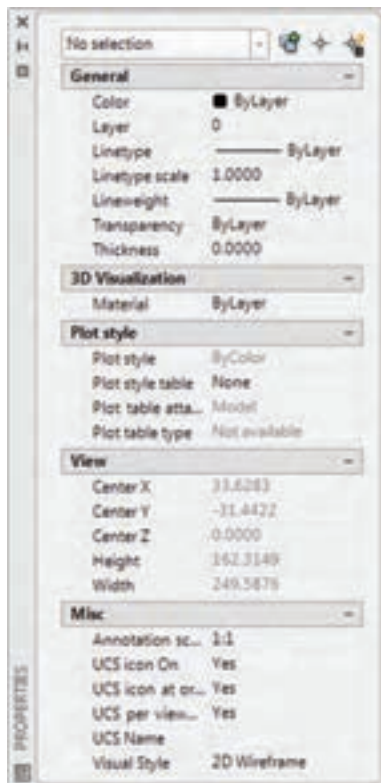 No selection
General
Color ByLayer
Layer 0
Linetype ByLayer
Linetype scale 1.0000
Lineweight ByLayer
Transparency ByLayer
Thickness 0.0000
3D Visualization
Material ByLayer
Plot style
Plot style ByColor
Plot style table None
Plot table atta... Model
Plot table type Not available
View
Center X 33.6283
Center Y -31.4422
Center Z 0.0000
Height 162.3149
Width 249.5876
Misc
Annotation sc... 1:1
UCS icon On Yes
UCS icon at or... Yes
UCS per view... Yes
UCS Name
Visual Style 2D Wireframe
PROPERTIES